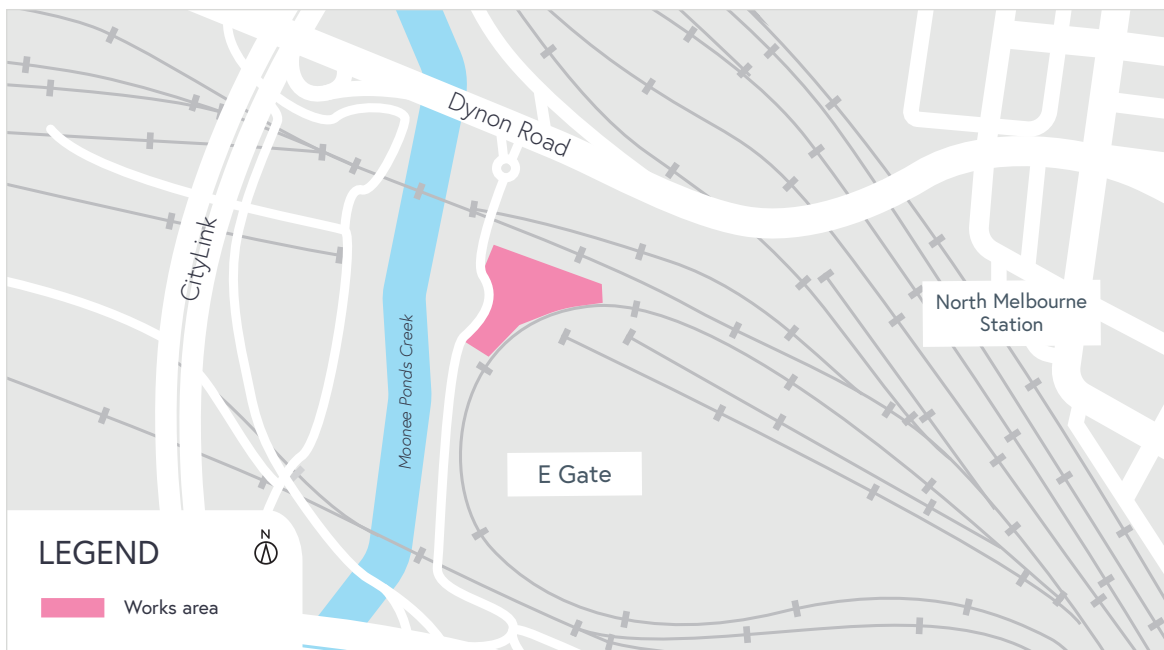 Dynon Road
CityLink
Moonee Ponds Creek
North Melbourne
Station
E Gate
LEGEND
N
Works area